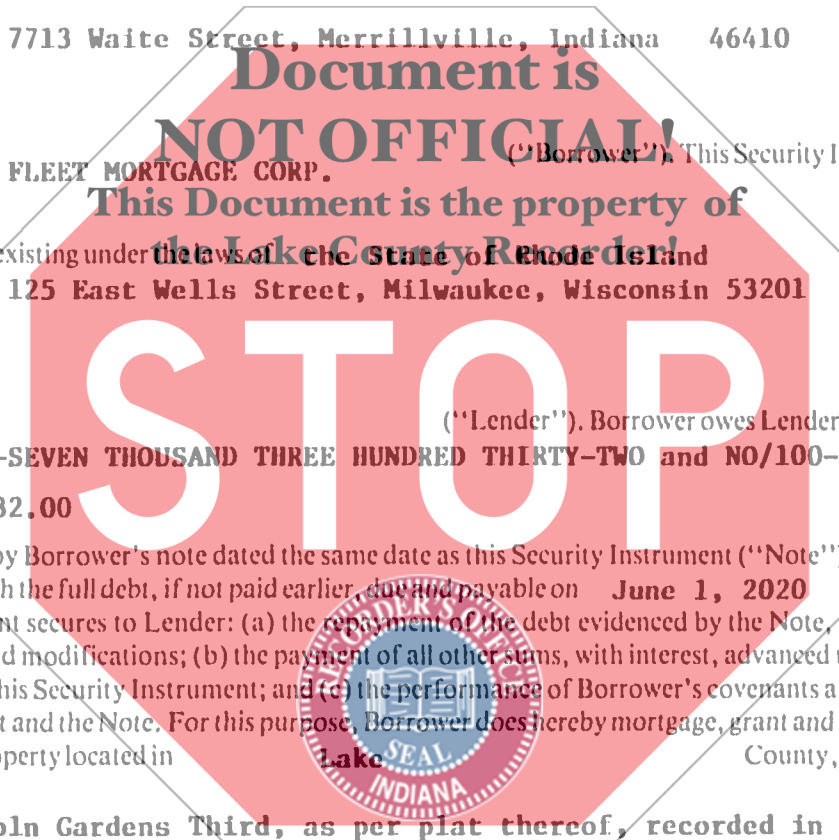 7713 Waite Street, Merrillville, Indiana 46410
Document is
NOT OFFICIAL!
("Borrower"). This Security I
FLEET MORTGAGE CORP.
This Document is the property of
the Lake County Recorder!
existing under the laws of the State of Rhode Island
125 East Wells Street, Milwaukee, Wisconsin 53201
STOP
("Lender"). Borrower owes Lender
-SEVEN THOUSAND THREE HUNDRED THIRTY-TWO and NO/100-
32.00
by Borrower's note dated the same date as this Security Instrument ("Note")
h the full debt, if not paid earlier, due and payable on June 1, 2020
nt secures to Lender: (a) the repayment of the debt evidenced by the Note,
d modifications; (b) the payment of all other sums, with interest, advanced
his Security Instrument; and (c) the performance of Borrower's covenants a
t and the Note. For this purpose, Borrower does hereby mortgage, grant and
perty located in Lake County,
RECORDER'S OFFICE
SEAL
INDIANA
oln Gardens Third, as per plat thereof, recorded in